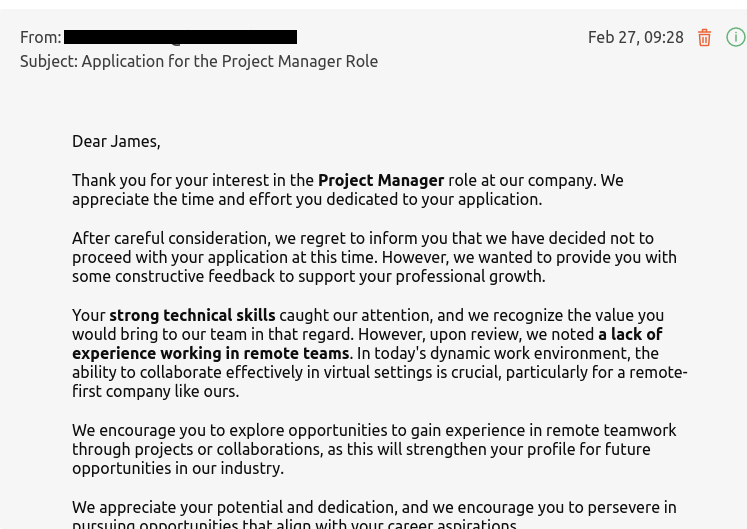 From:
Feb 27, 09:28
Subject: Application for the Project Manager Role
Dear James,
Thank you for your interest in the Project Manager role at our company. We
appreciate the time and effort you dedicated to your application.
After careful consideration, we regret to inform you that we have decided not to
proceed with your application at this time. However, we wanted to provide you with
some constructive feedback to support your professional growth.
Your strong technical skills caught our attention, and we recognize the value you
would bring to our team in that regard. However, upon review, we noted a lack of
experience working in remote teams. In today's dynamic work environment, the
ability to collaborate effectively in virtual settings is crucial, particularly for a remote-
first company like ours.
We encourage you to explore opportunities to gain experience in remote teamwork
through projects or collaborations, as this will strengthen your profile for future
opportunities in our industry.
We appreciate your potential and dedication, and we encourage you to persevere in
pursuing opportunities that align with your career aspirations.